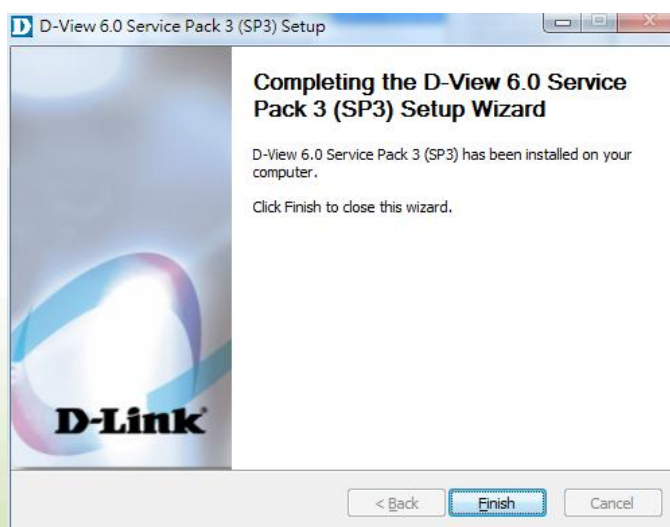 D-View 6.0 Service Pack 3 (SP3) Setup
Completing the D-View 6.0 Service
Pack 3 (SP3) Setup Wizard
D-View 6.0 Service Pack 3 (SP3) has been installed on your
computer.
Click Finish to close this wizard.
D-Link
< Back
Finish
Cancel